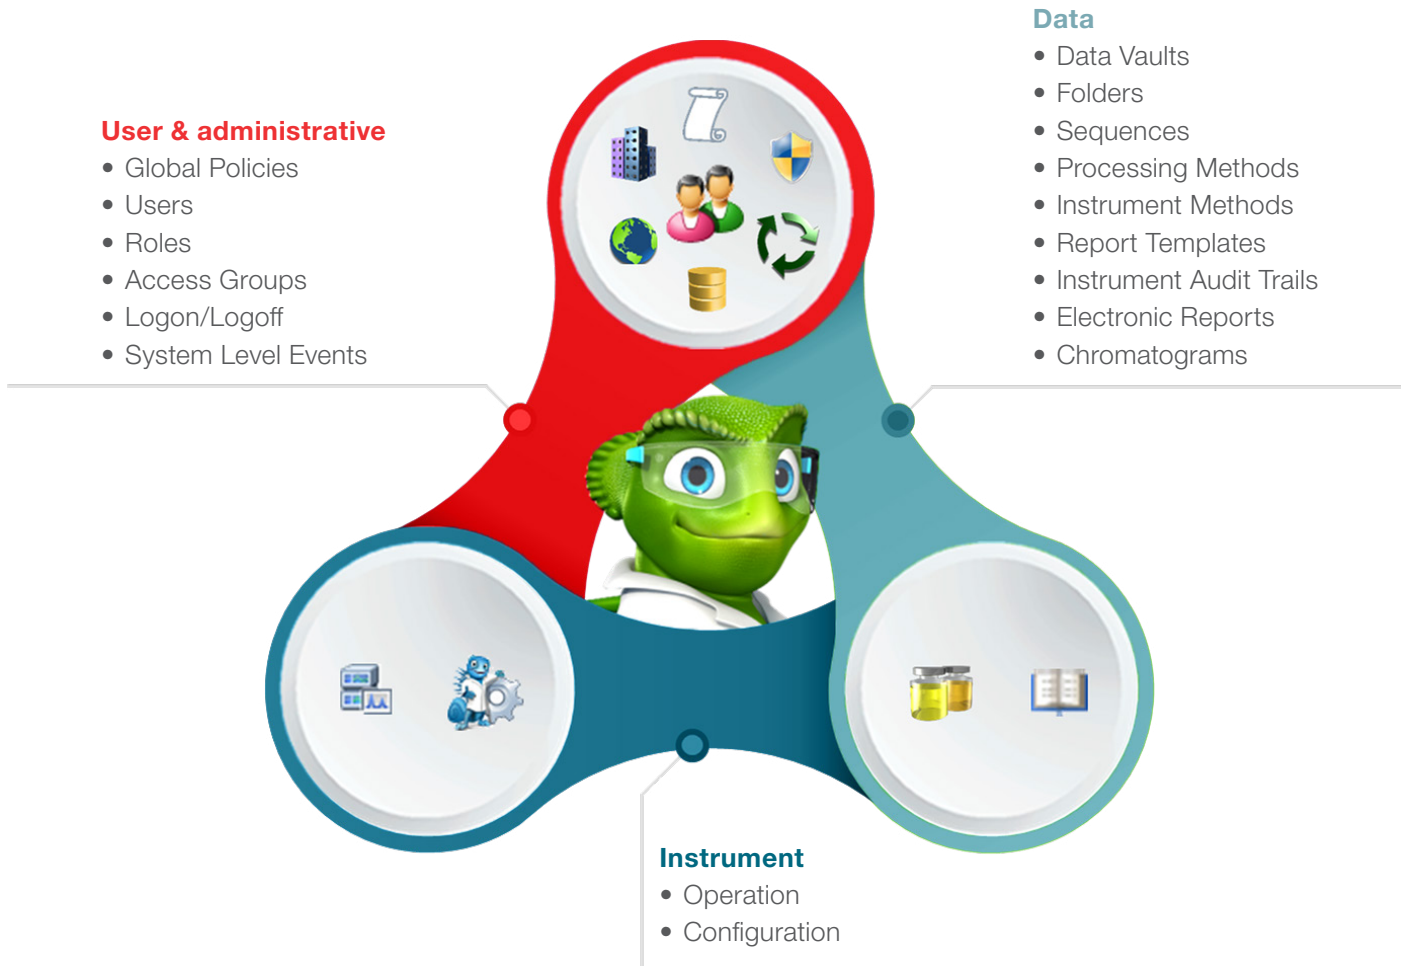 User & administrative
• Global Policies
• Users
• Roles
• Access Groups
• Logon/Logoff
• System Level Events
Data
• Data Vaults
• Folders
• Sequences
• Processing Methods
• Instrument Methods
• Report Templates
• Instrument Audit Trails
• Electronic Reports
• Chromatograms
Instrument
• Operation
• Configuration